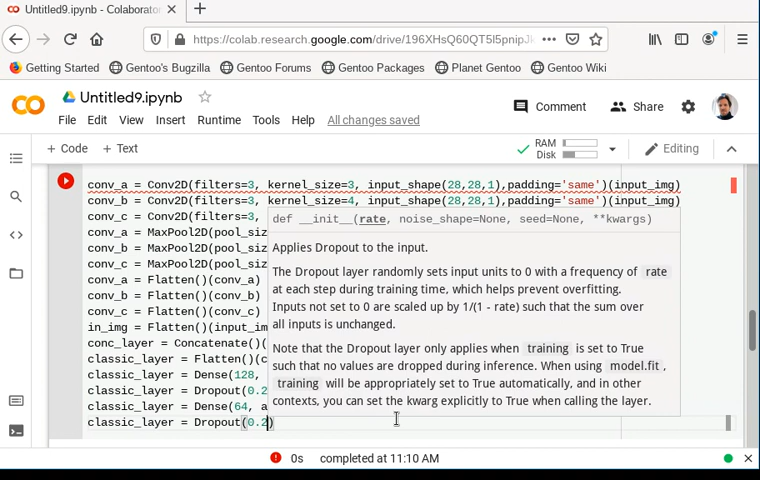 Untitled9.ipynb - Colaborator
https://colab.research.google.com/drive/196XHsQ60QT5l5pnipJ
Getting Started Gentoo's Bugzilla Gentoo Forums Gentoo Packages Planet Gentoo Gentoo Wiki
Untitled9.ipynb
Comment Share
File Edit View Insert Runtime Tools Help All changes saved
+ Code + Text RAM Disk Editing
conv_a = Conv2D(filters=3, kernel_size=3, input_shape(28,28,1),padding='same')(input_img)
conv_b = Conv2D(filters=3, kernel_size=4, input_shape(28,28,1),padding='same')(input_img)
conv_c = Conv2D(filters=3,
conv_a = MaxPool2D(pool_siz
conv_b = MaxPool2D(pool_siz
conv_c = MaxPool2D(pool_siz
conv_a = Flatten()(conv_a)
conv_b = Flatten()(conv_b)
conv_c = Flatten()(conv_c)
in_img = Flatten()(input_im
conc_layer = Concatenate()(
classic_layer = Flatten()(c
classic_layer = Dense(128,
classic_layer = Dropout(0.2
classic_layer = Dense(64, a
classic_layer = Dropout(0.2)
def __init__(rate, noise_shape=None, seed=None, **kwargs)
Applies Dropout to the input.
The Dropout layer randomly sets input units to 0 with a frequency of rate
at each step during training time, which helps prevent overfitting.
Inputs not set to 0 are scaled up by 1/(1 - rate) such that the sum over
all inputs is unchanged.
Note that the Dropout layer only applies when training is set to True
such that no values are dropped during inference. When using model.fit,
training will be appropriately set to True automatically, and in other
contexts, you can set the kwarg explicitly to True when calling the layer.
0s completed at 11:10 AM